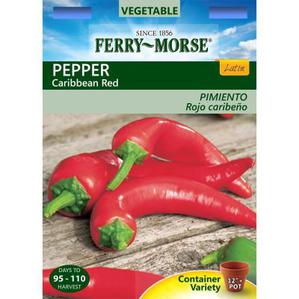 VEGETABLE
SINCE 1856
FERRY~MORSE®
PEPPER
Caribbean Red
Latin
PIMIENTO
Rojo caribeño
DAYS TO
95 - 110
HARVEST
Container
Variety
12"+
POT